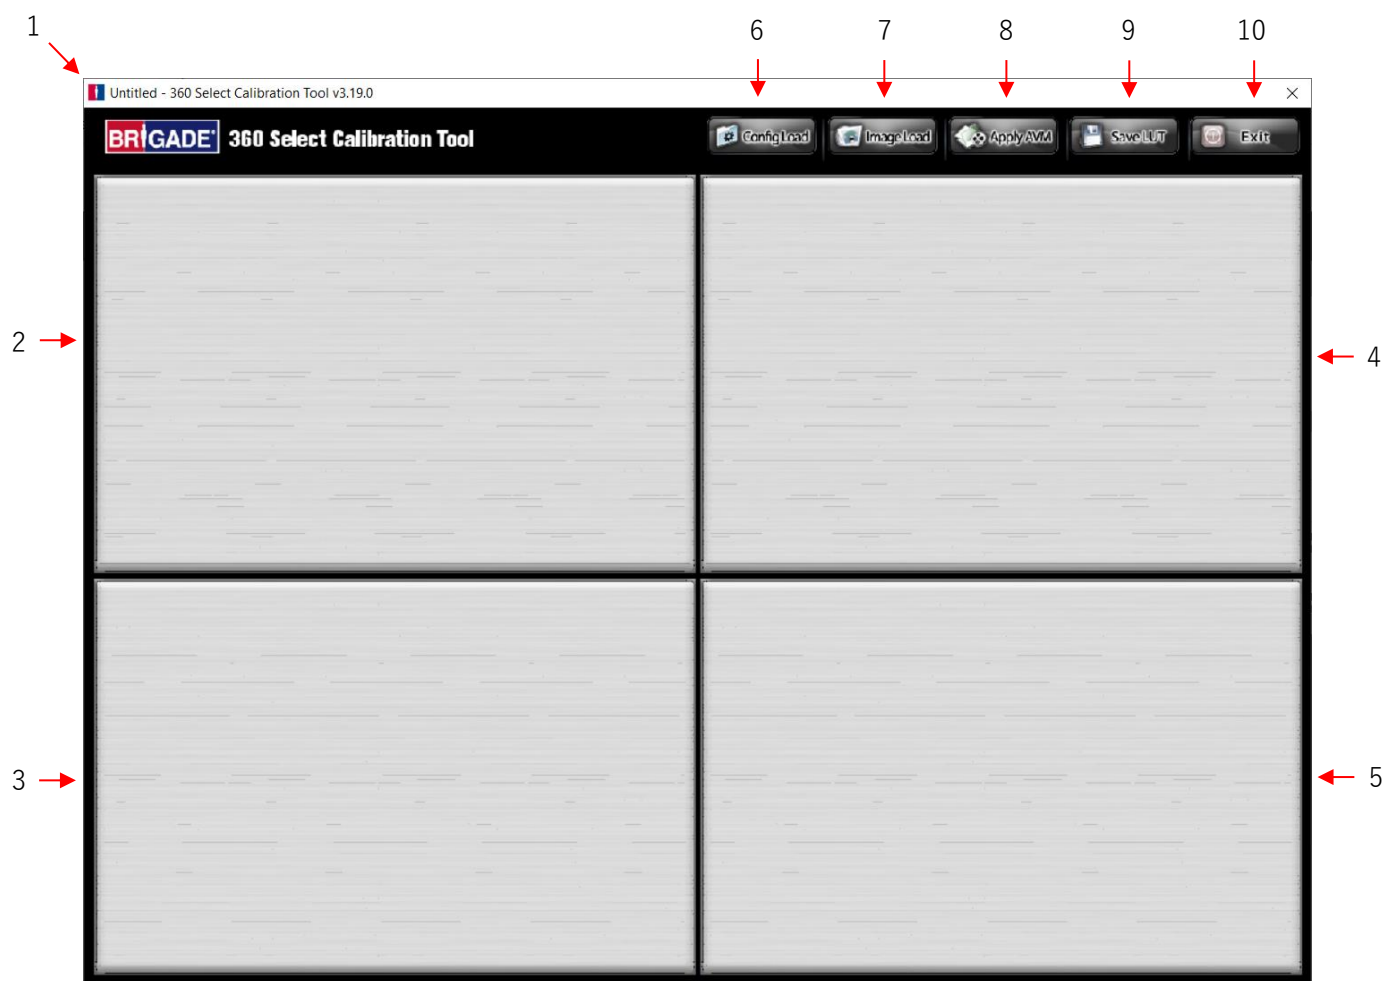 1 6 7 8 9 10
Untitled - 360 Select Calibration Tool v3.19.0
BRIGADE 360 Select Calibration Tool Config Load Image Load Apply AVM Save LUT Exit
2
4
3
5